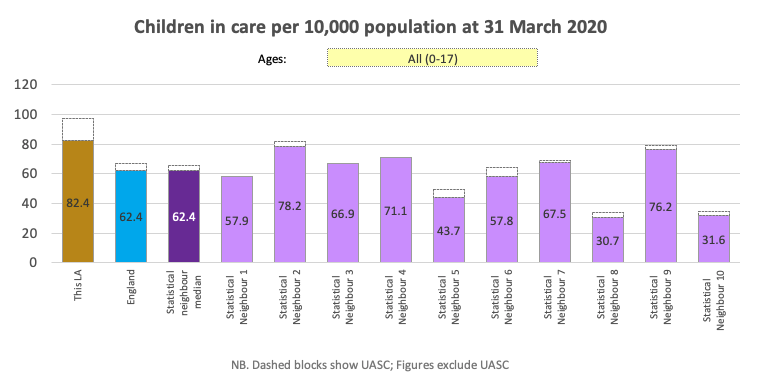 Children in care per 10,000 population at 31 March 2020
Ages: All (0-17)
120
100
80
60
40
20
0
82.4
62.4
62.4
57.9
78.2
66.9
71.1
43.7
57.8
67.5
30.7
76.2
31.6
This LA
England
Statistical
neighbour
median
Statistical
Neighbour 1
Statistical
Neighbour 2
Statistical
Neighbour 3
Statistical
Neighbour 4
Statistical
Neighbour 5
Statistical
Neighbour 6
Statistical
Neighbour 7
Statistical
Neighbour 8
Statistical
Neighbour 9
Statistical
Neighbour 10
NB. Dashed blocks show UASC; Figures exclude UASC